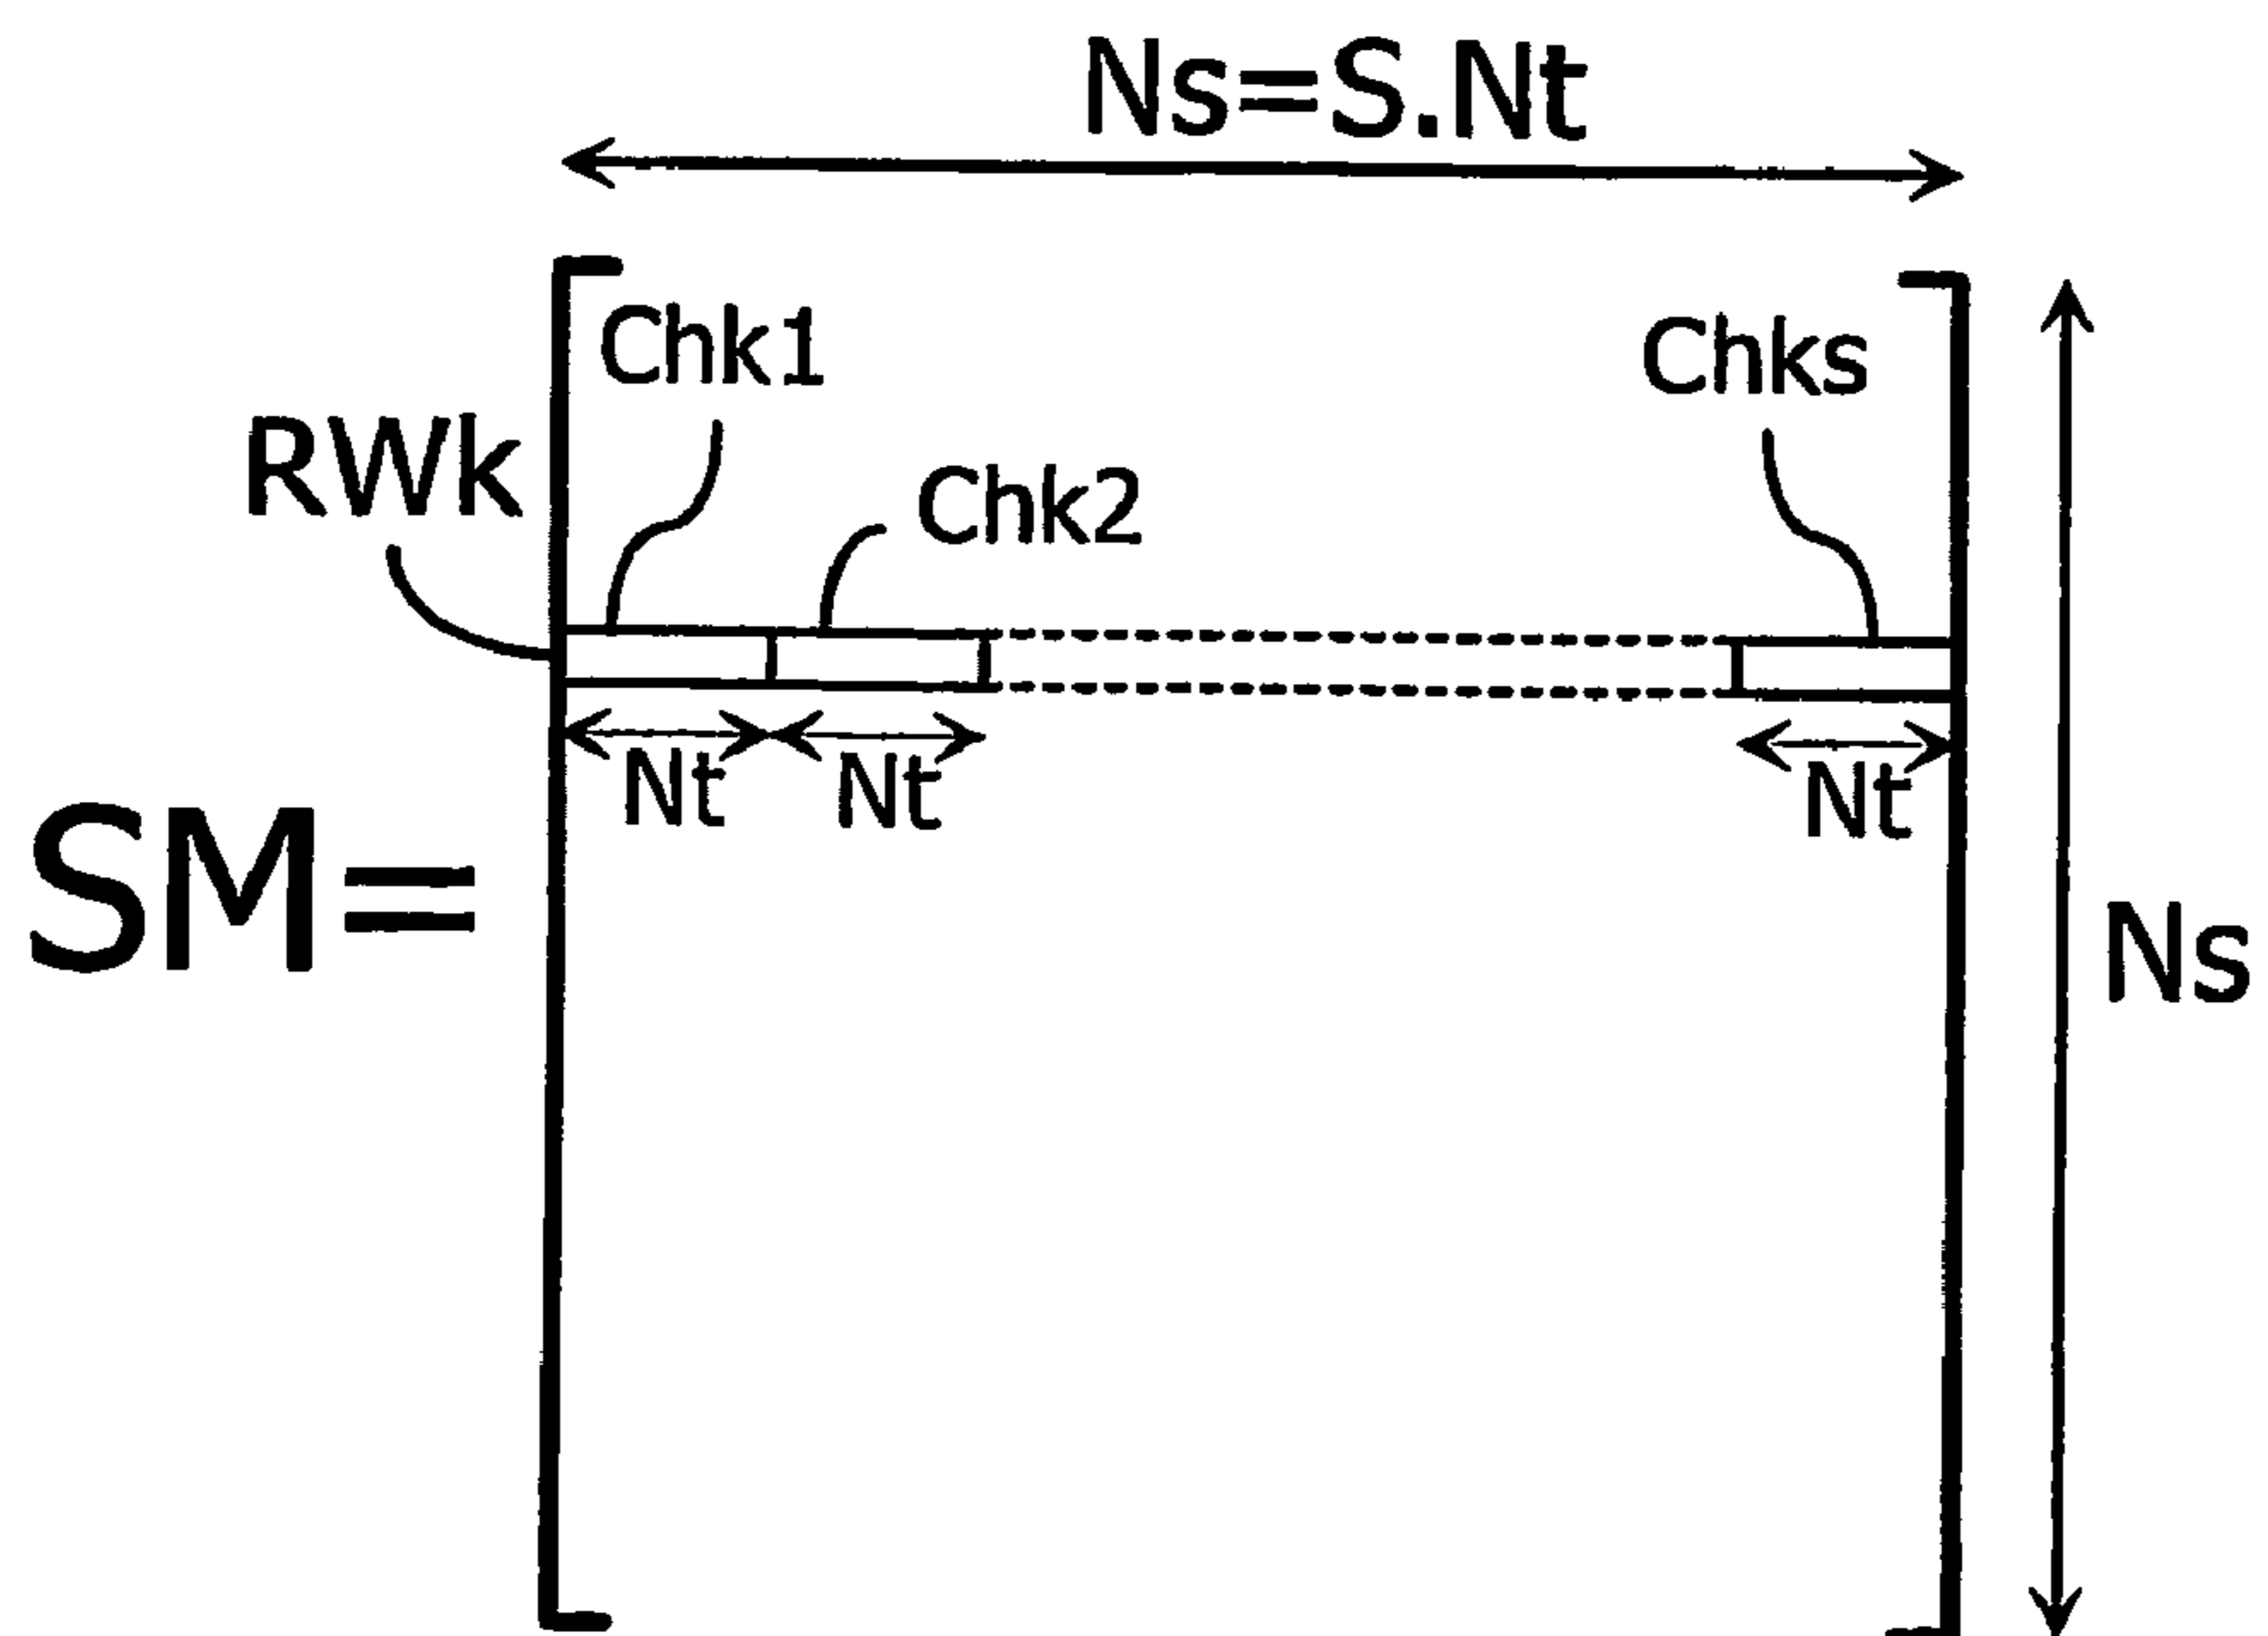 Ns=S.Nt
Chk1
Chks
RWk
Chk2
Nt
Nt
Nt
SM=
Ns